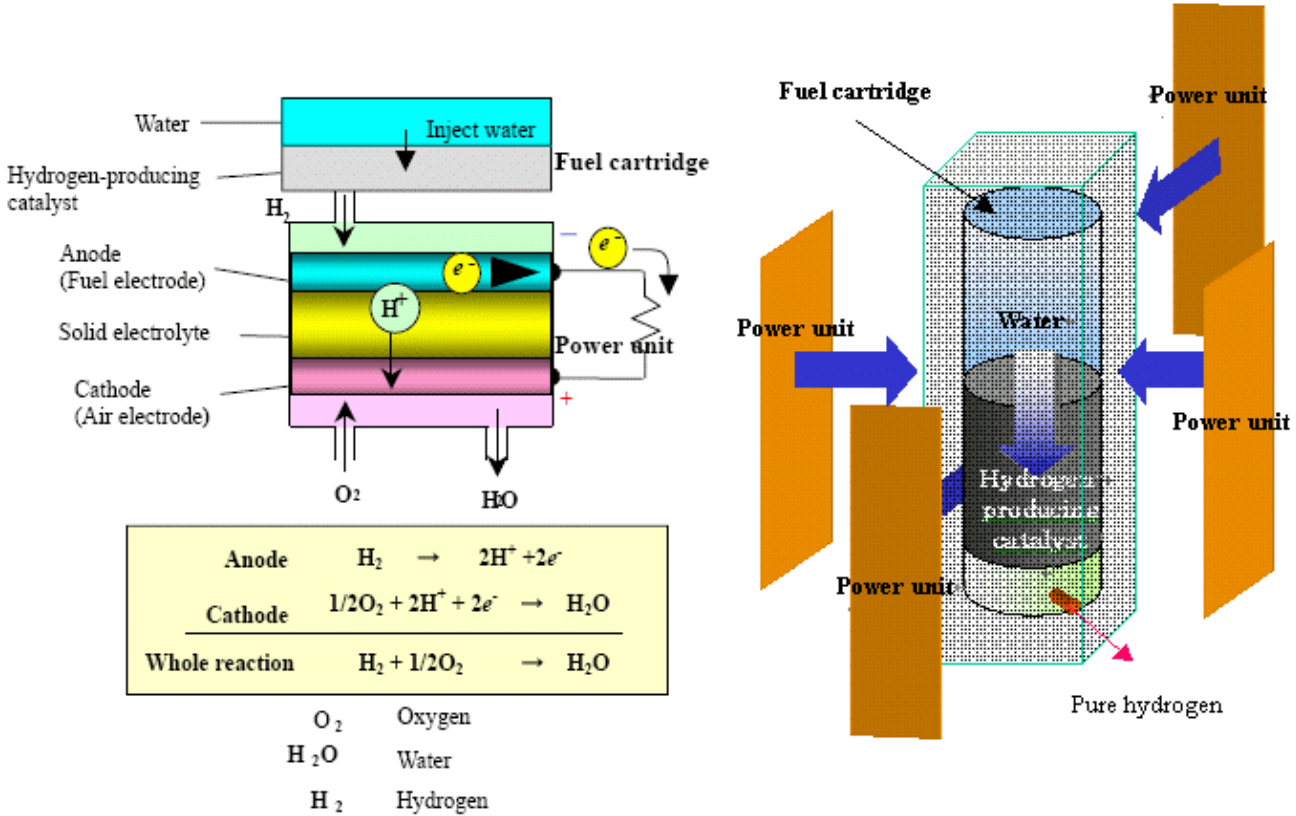 Water
Inject water
Hydrogen-producing
catalyst
Fuel cartridge
H₂
Anode
(Fuel electrode)
−
e⁻
e⁻
H⁺
Solid electrolyte
Power unit
Cathode
(Air electrode)
+
O₂
H₂O
Anode H₂ → 2H⁺ +2e⁻
Cathode 1/2O₂ + 2H⁺ + 2e⁻ → H₂O
Whole reaction H₂ + 1/2O₂ → H₂O
O₂ Oxygen
H₂O Water
H₂ Hydrogen
Fuel cartridge
Power unit
Power unit
Water
Power unit
Hydrogen
producing
catalyst
Power unit
Pure hydrogen